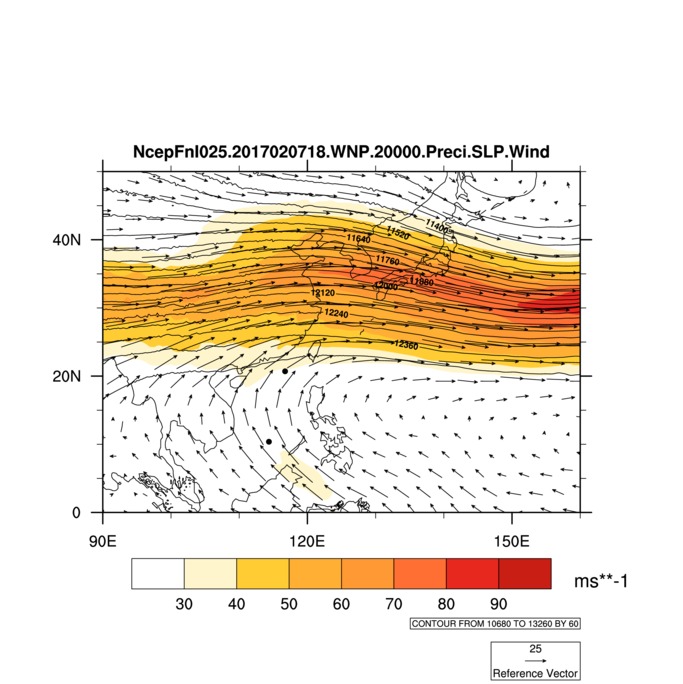 NcepFnl025.2017020718.WNP.20000.Preci.SLP.Wind
11400
11520
40N
11640
11760
11880
12000
12120
12240
12360
20N
0
90E 120E 150E
ms**-1
30 40 50 60 70 80 90
CONTOUR FROM 10680 TO 13260 BY 60
25
Reference Vector